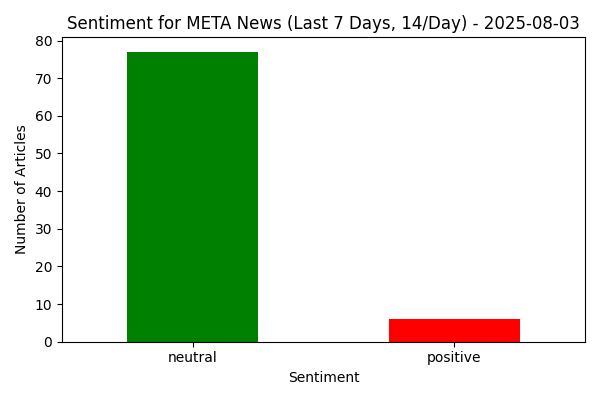 Sentiment for META News (Last 7 Days, 14/Day) - 2025-08-03
Number of Articles
80
70
60
50
40
30
20
10
0
neutral
positive
Sentiment